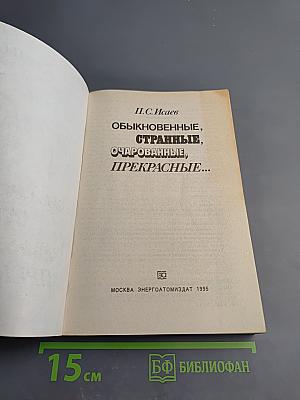 П.С.Исаев
ОБЫКНОВЕННЫЕ,
СТРАННЫЕ,
ОЧАРОВАННЫЕ,
ПРЕКРАСНЫЕ...
МОСКВА ЭНЕРГОАТОМИЗДАТ 1995
15 см
БФ БИБЛИОФАН